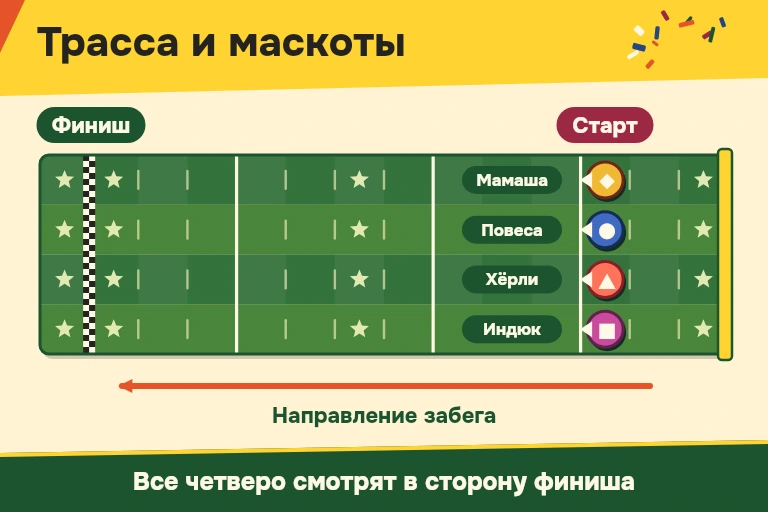 Трасса и маскоты
Финиш
Старт
Мамаша
Повеса
Хёрли
Индюк
Направление забега
Все четверо смотрят в сторону финиша